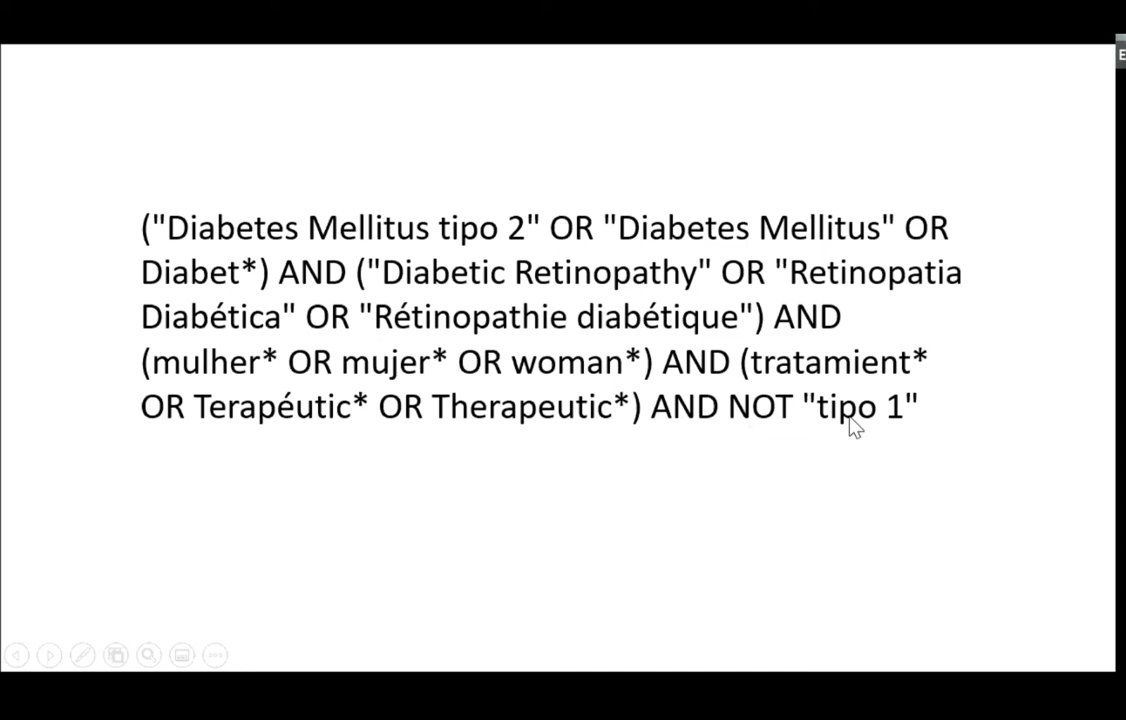 ("Diabetes Mellitus tipo 2" OR "Diabetes Mellitus" OR
Diabet*) AND ("Diabetic Retinopathy" OR "Retinopatia
Diabética" OR "Rétinopathie diabétique") AND
(mulher* OR mujer* OR woman*) AND (tratamient*
OR Terapéutic* OR Therapeutic*) AND NOT "tipo 1"
E